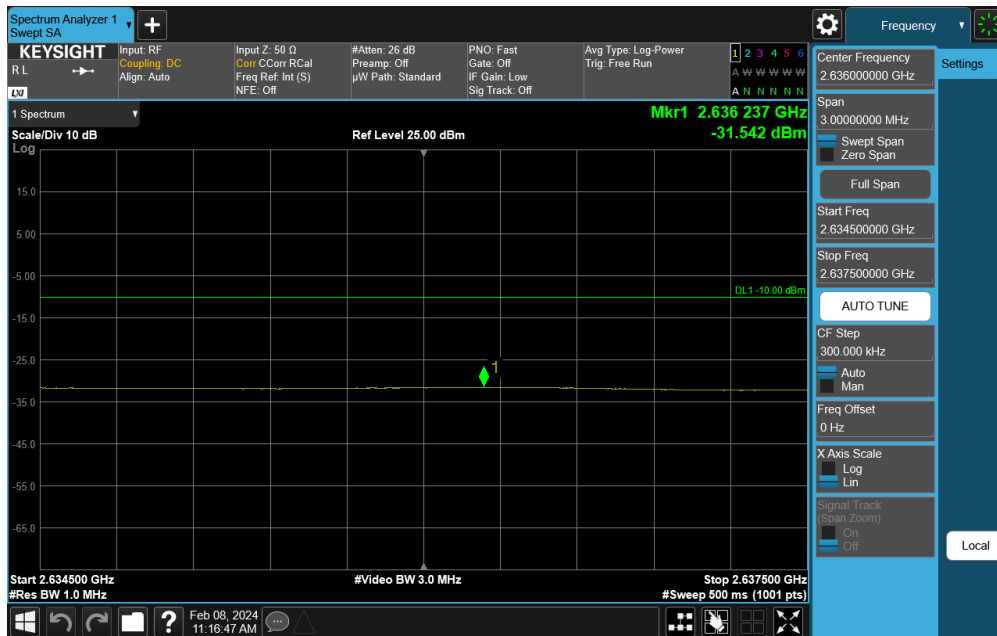 Spectrum Analyzer 1
Swept SA
+
Frequency
KEYSIGHT
R L
LXI
Input: RF
Coupling: DC
Align: Auto
Input Z: 50 Ω
Corr CCorr RCal
Freq Ref: Int (S)
NFE: Off
#Atten: 26 dB
Preamp: Off
µW Path: Standard
PNO: Fast
Gate: Off
IF Gain: Low
Sig Track: Off
Avg Type: Log-Power
Trig: Free Run
1 2 3 4 5 6
A W W W W W
A N N N N N
1 Spectrum
Mkr1 2.636 237 GHz
Scale/Div 10 dB
Ref Level 25.00 dBm
-31.542 dBm
Log
15.0
5.00
-5.00
DL1 -10.00 dBm
-15.0
-25.0
1
-35.0
-45.0
-55.0
-65.0
Start 2.634500 GHz
#Video BW 3.0 MHz
Stop 2.637500 GHz
#Res BW 1.0 MHz
#Sweep 500 ms (1001 pts)
Center Frequency
2.636000000 GHz
Settings
Span
3.00000000 MHz
Swept Span
Zero Span
Full Span
Start Freq
2.634500000 GHz
Stop Freq
2.637500000 GHz
AUTO TUNE
CF Step
300.000 kHz
Auto
Man
Freq Offset
0 Hz
X Axis Scale
Log
Lin
Signal Track
(Span Zoom)
On
Off
Local
?
Feb 08, 2024
11:16:47 AM